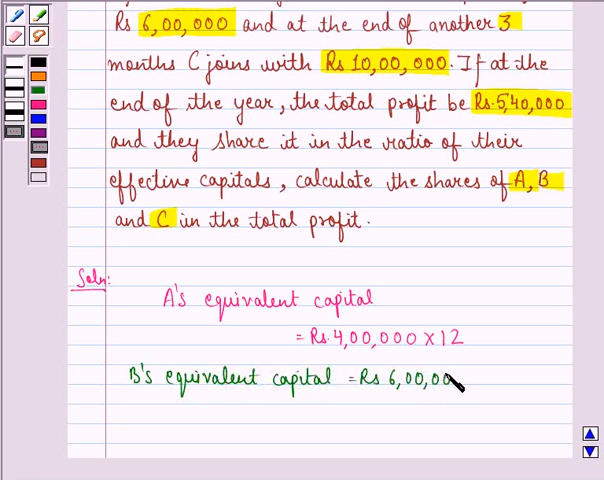 Rs 6,00,000 and at the end of another 3
months C joins with Rs 10,00,000. If at the
end of the year, the total profit be Rs.5,40,000
and they share it in the ratio of their
effective capitals, calculate the shares of A, B
and C in the total profit.
Soln:
A's equivalent capital
= Rs.4,00,000 × 12
B's equivalent capital = Rs 6,00,00